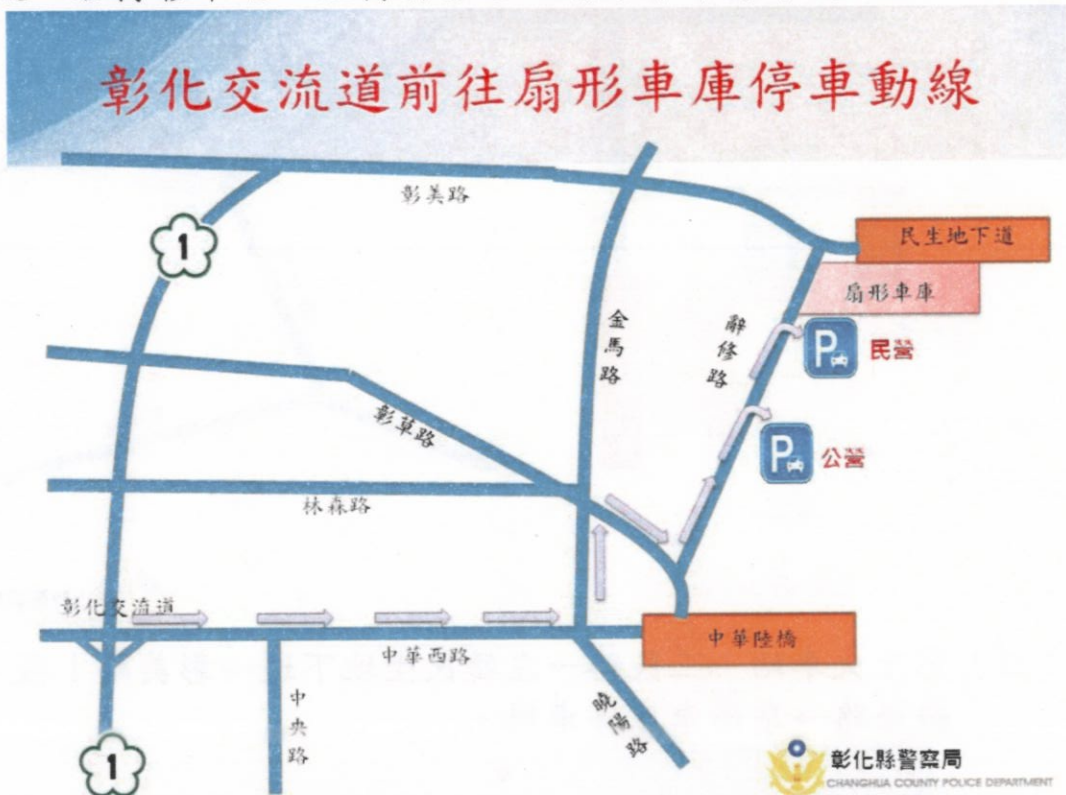 彰化交流道前往扇形車庫停車動線
彰美路
1
民生地下道
扇形車庫
金馬路
辭修路
P
民營
彰草路
P
公營
林森路
彰化交流道
中華西路
中華陸橋
中央路
曉陽路
1
彰化縣警察局
CHANGHUA COUNTY POLICE DEPARTMENT